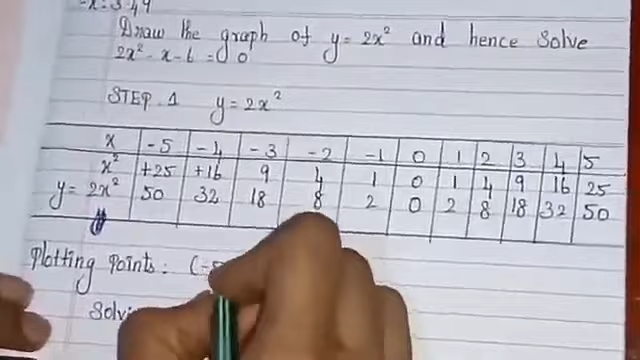 Draw the graph of y = 2x² and hence solve
2x² - x - 6 = 0
STEP 1 y = 2x²
x -5 -4 -3 -2 -1 0 1 2 3 4 5
x² +25 +16 9 4 1 0 1 4 9 16 25
y = 2x² 50 32 18 8 2 0 2 8 18 32 50
Plotting Points: (-5